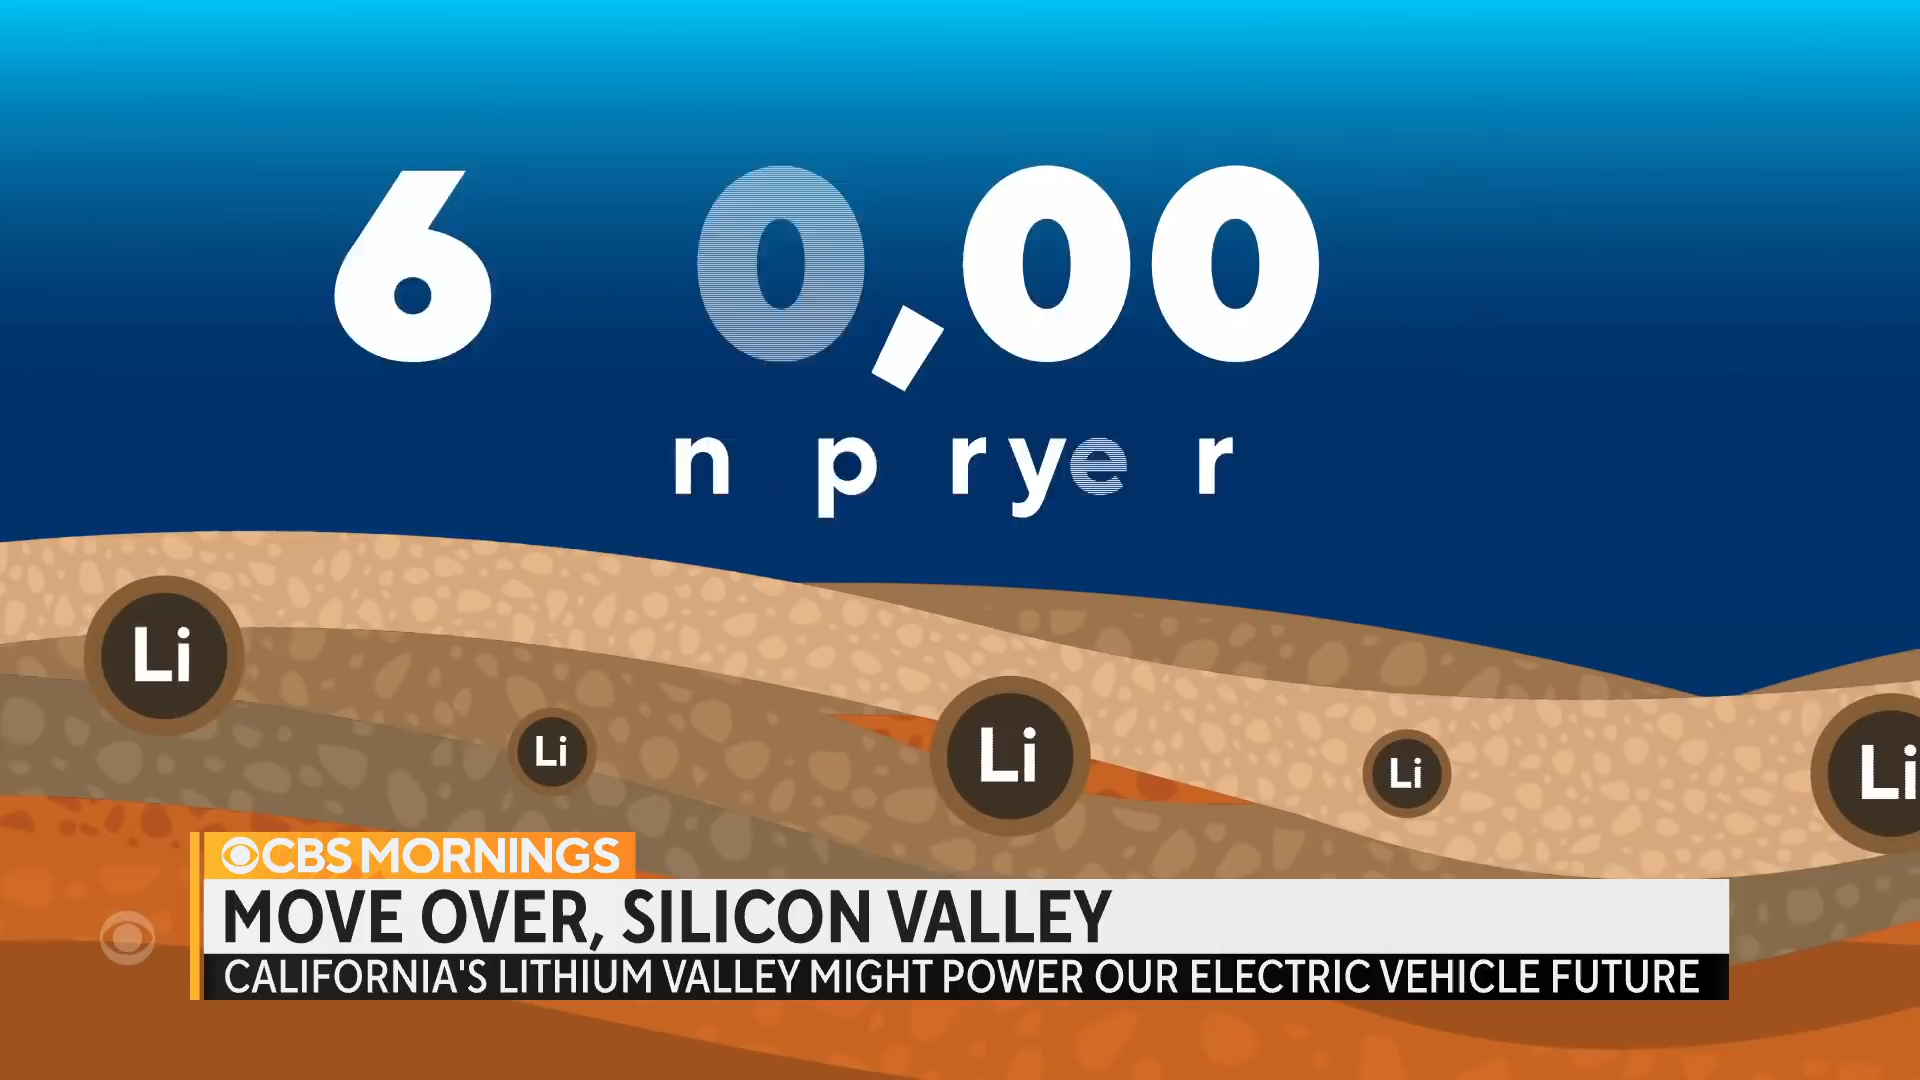 6 0,00
n p r ye r
Li
Li
Li
Li
Li
CBS MORNINGS
MOVE OVER, SILICON VALLEY
CALIFORNIA'S LITHIUM VALLEY MIGHT POWER OUR ELECTRIC VEHICLE FUTURE